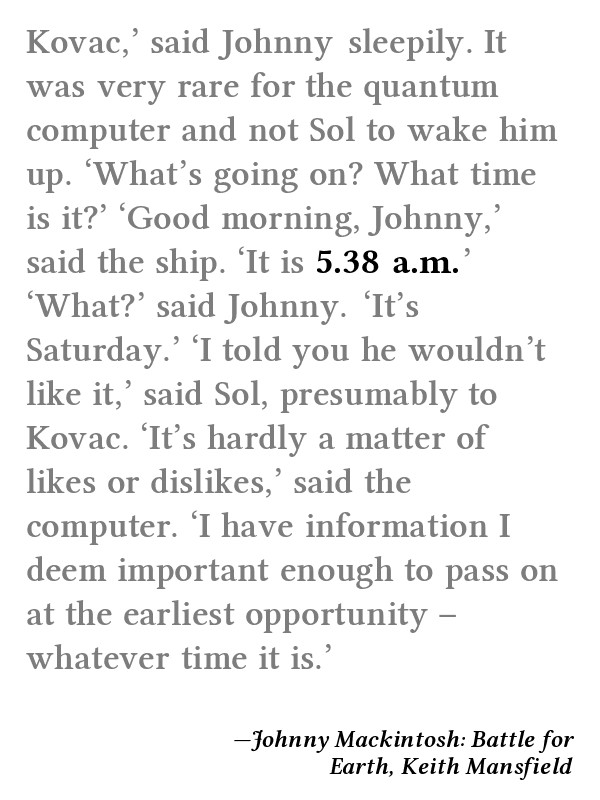 Kovac,’ said Johnny sleepily. It
was very rare for the quantum
computer and not Sol to wake him
up. ‘What’s going on? What time
is it?’ ‘Good morning, Johnny,’
said the ship. ‘It is 5.38 a.m.’
‘What?’ said Johnny. ‘It’s
Saturday.’ ‘I told you he wouldn’t
like it,’ said Sol, presumably to
Kovac. ‘It’s hardly a matter of
likes or dislikes,’ said the
computer. ‘I have information I
deem important enough to pass on
at the earliest opportunity –
whatever time it is.’
—Johnny Mackintosh: Battle for
Earth, Keith Mansfield